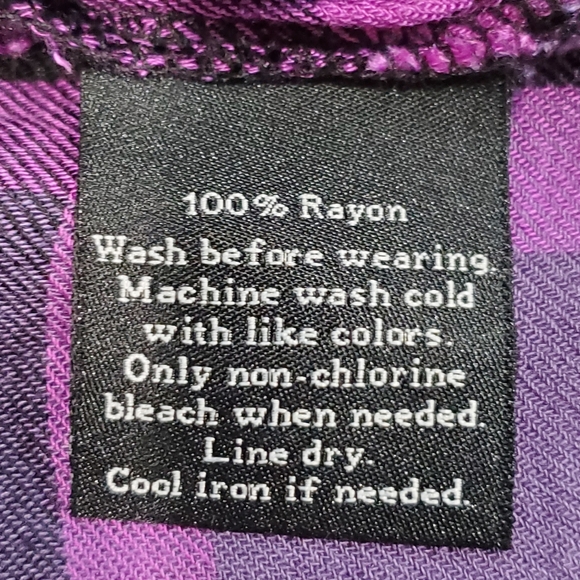 100% Rayon
Wash before wearing.
Machine wash cold
with like colors.
Only non-chlorine
bleach when needed.
Line dry.
Cool iron if needed.